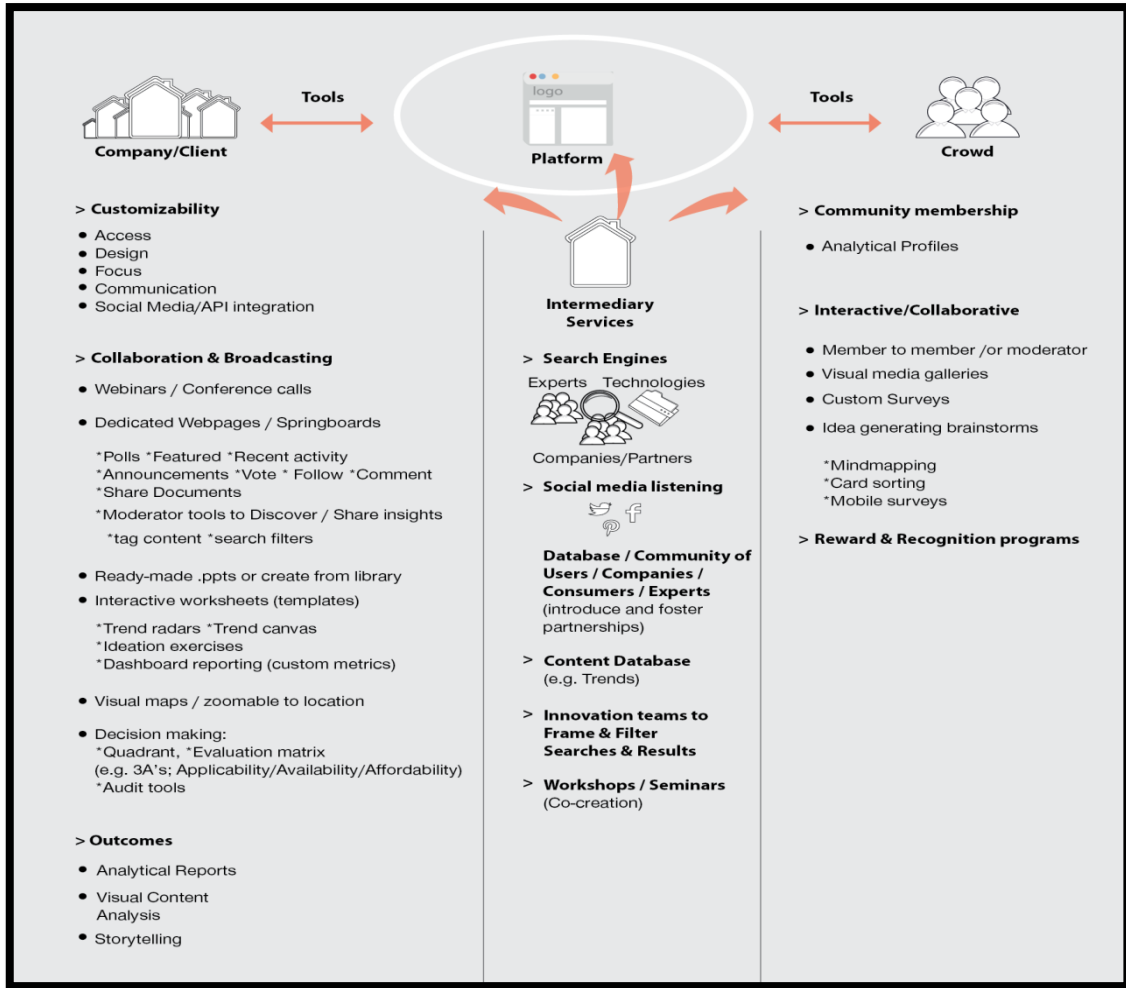 logo
Tools
Tools
Company/Client
Platform
Crowd
> Customizability
• Access
• Design
• Focus
• Communication
• Social Media/API integration
> Collaboration & Broadcasting
• Webinars / Conference calls
• Dedicated Webpages / Springboards
*Polls *Featured *Recent activity
*Announcements *Vote * Follow *Comment
*Share Documents
*Moderator tools to Discover / Share insights
*tag content *search filters
• Ready-made .ppts or create from library
• Interactive worksheets (templates)
*Trend radars *Trend canvas
*Ideation exercises
*Dashboard reporting (custom metrics)
• Visual maps / zoomable to location
• Decision making:
*Quadrant, *Evaluation matrix
(e.g. 3A's; Applicability/Availability/Affordability)
*Audit tools
> Outcomes
• Analytical Reports
• Visual Content
Analysis
• Storytelling
Intermediary
Services
> Search Engines
Experts Technologies
Companies/Partners
> Social media listening
Database / Community of
Users / Companies /
Consumers / Experts
(introduce and foster
partnerships)
> Content Database
(e.g. Trends)
> Innovation teams to
Frame & Filter
Searches & Results
> Workshops / Seminars
(Co-creation)
> Community membership
• Analytical Profiles
> Interactive/Collaborative
• Member to member /or moderator
• Visual media galleries
• Custom Surveys
• Idea generating brainstorms
*Mindmapping
*Card sorting
*Mobile surveys
> Reward & Recognition programs